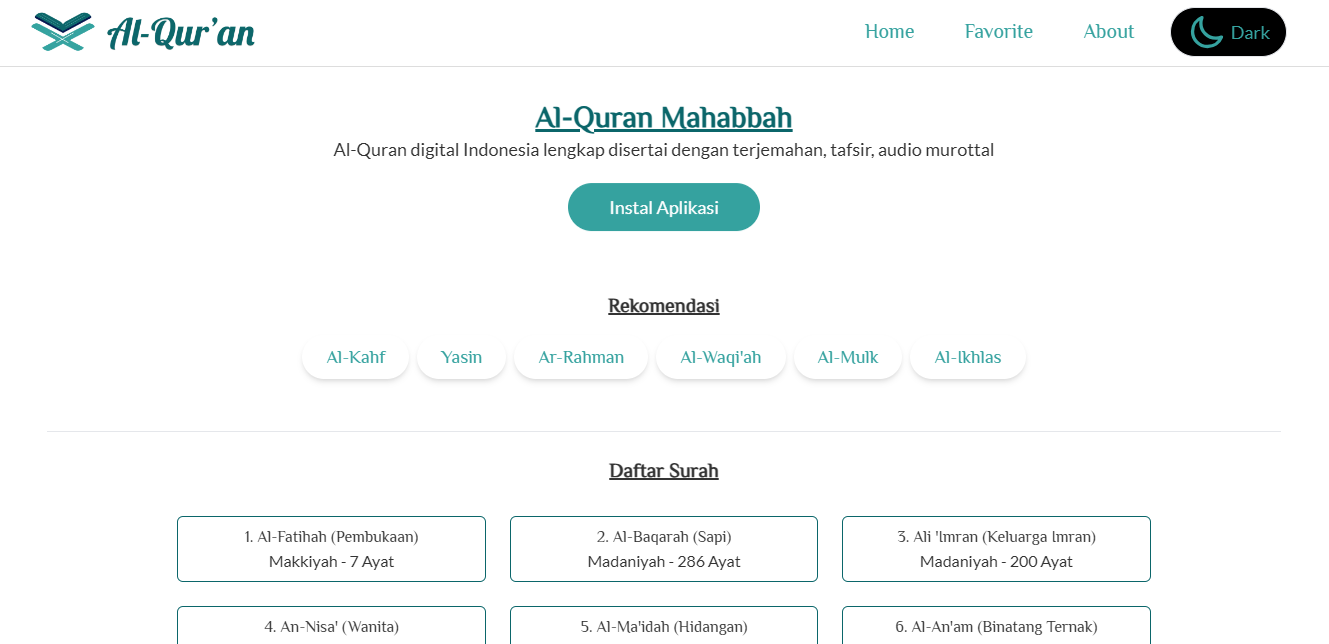 Al-Qur’an
Home Favorite About Dark
Al-Quran Mahabbah
Al-Quran digital Indonesia lengkap disertai dengan terjemahan, tafsir, audio murottal
Instal Aplikasi
Rekomendasi
Al-Kahf Yasin Ar-Rahman Al-Waqi'ah Al-Mulk Al-Ikhlas
Daftar Surah
1. Al-Fatihah (Pembukaan)
Makkiyah - 7 Ayat
2. Al-Baqarah (Sapi)
Madaniyah - 286 Ayat
3. Ali 'Imran (Keluarga Imran)
Madaniyah - 200 Ayat
4. An-Nisa' (Wanita)
5. Al-Ma'idah (Hidangan)
6. Al-An'am (Binatang Ternak)